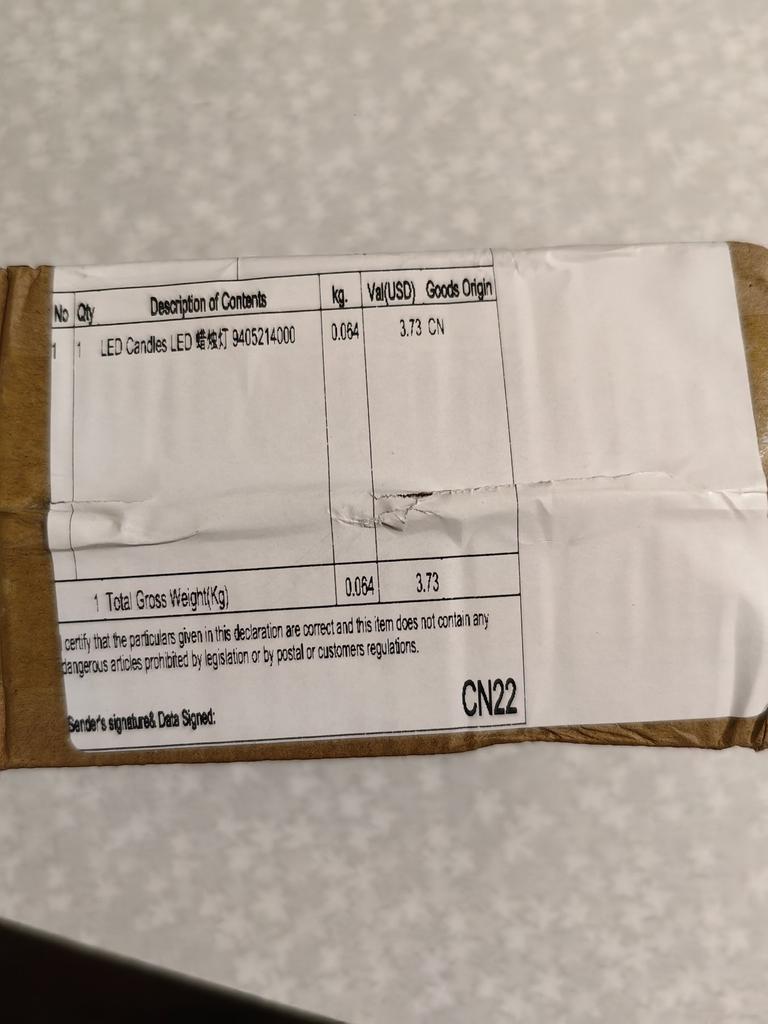 No Qty Description of Contents kg. Val(USD) Goods Origin
1 1 LED Candles LED 蜡烛灯 9405214000 0.064 3.73 CN
1 Total Gross Weight(Kg) 0.064 3.73
certify that the particulars given in this declaration are correct and this item does not contain any
dangerous articles prohibited by legislation or by postal or customers regulations.
Sender's signature& Data Signed:
CN22